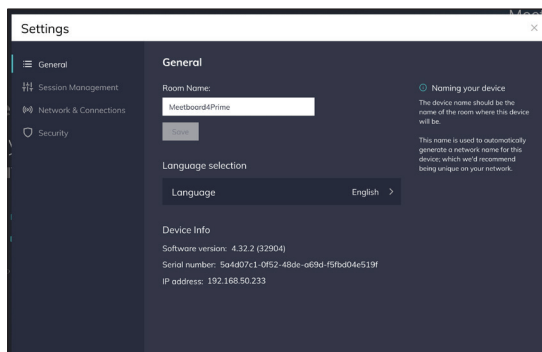 Settings
General
Session Management
Network & Connections
Security
General
Room Name:
Meetboard4Prime
Save
Language selection
Language English
Device Info
Software version: 4.32.2 (32904)
Serial number: 5a4d07c1-0f52-48de-a69d-f5fbd04e519f
IP address: 192.168.50.233
Naming your device
The device name should be the
name of the room where this device
will be.
This name is used to automatically
generate a network name for this
device; which we'd recommend
being unique on your network.